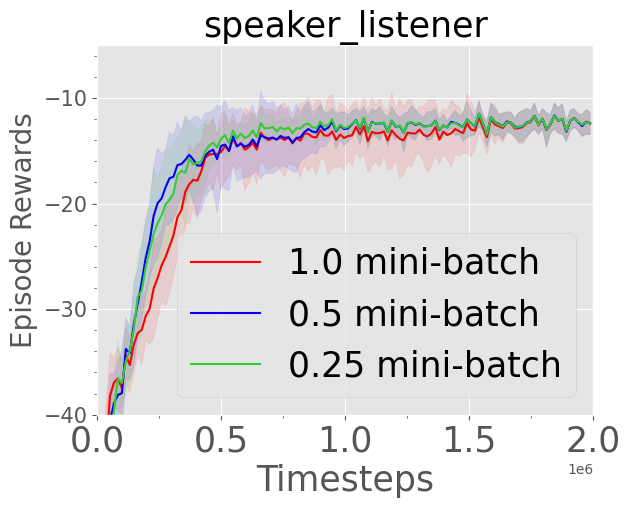 speaker_listener
Episode Rewards
−10
−20
−30
−40
1.0 mini-batch
0.5 mini-batch
0.25 mini-batch
0.0 0.5 1.0 1.5 2.0
1e6
Timesteps